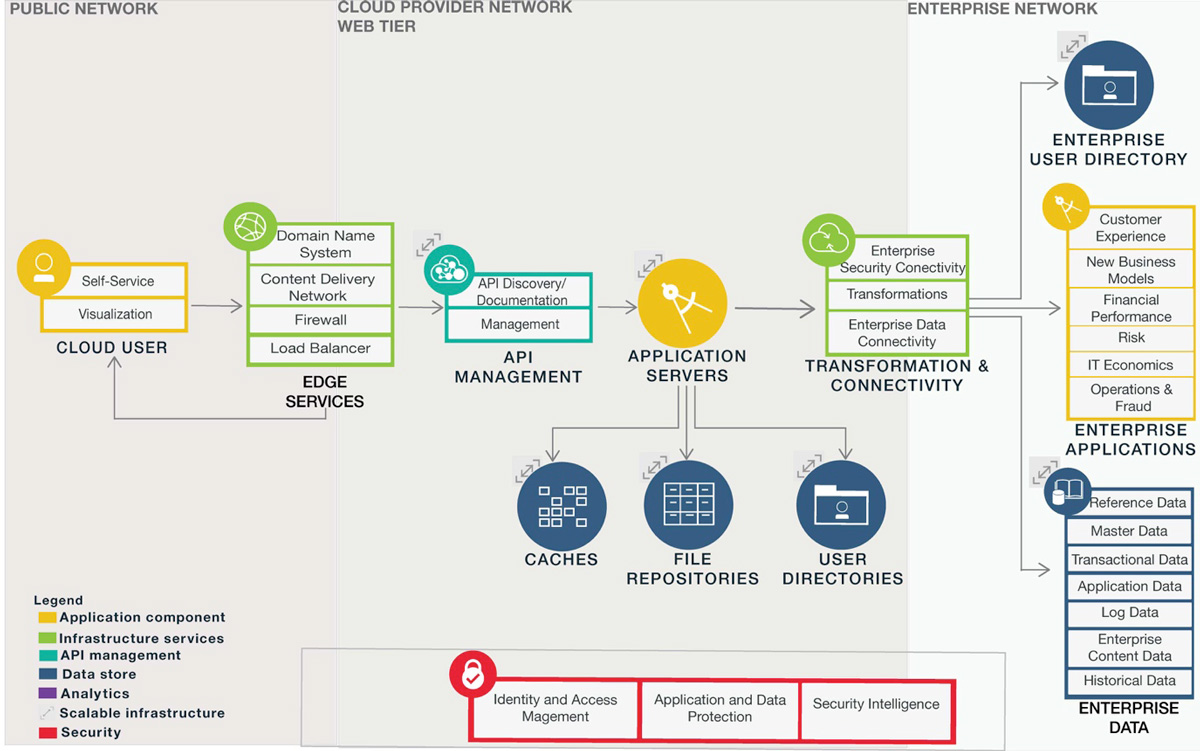 PUBLIC NETWORK
CLOUD PROVIDER NETWORK
WEB TIER
ENTERPRISE NETWORK
ENTERPRISE
USER DIRECTORY
Self-Service
Visualization
CLOUD USER
Domain Name
System
Content Delivery
Network
Firewall
Load Balancer
EDGE
SERVICES
API Discovery/
Documentation
Management
API
MANAGEMENT
APPLICATION
SERVERS
Enterprise
Security Conectivity
Transformations
Enterprise Data
Connectivity
TRANSFORMATION &
CONNECTIVITY
Customer
Experience
New Business
Models
Financial
Performance
Risk
IT Economics
Operations &
Fraud
ENTERPRISE
APPLICATIONS
CACHES
FILE
REPOSITORIES
USER
DIRECTORIES
Reference Data
Master Data
Transactional Data
Application Data
Log Data
Enterprise
Content Data
Historical Data
ENTERPRISE
DATA
Legend
Application component
Infrastructure services
API management
Data store
Analytics
Scalable infrastructure
Security
Identity and Access
Magement
Application and Data
Protection
Security Intelligence